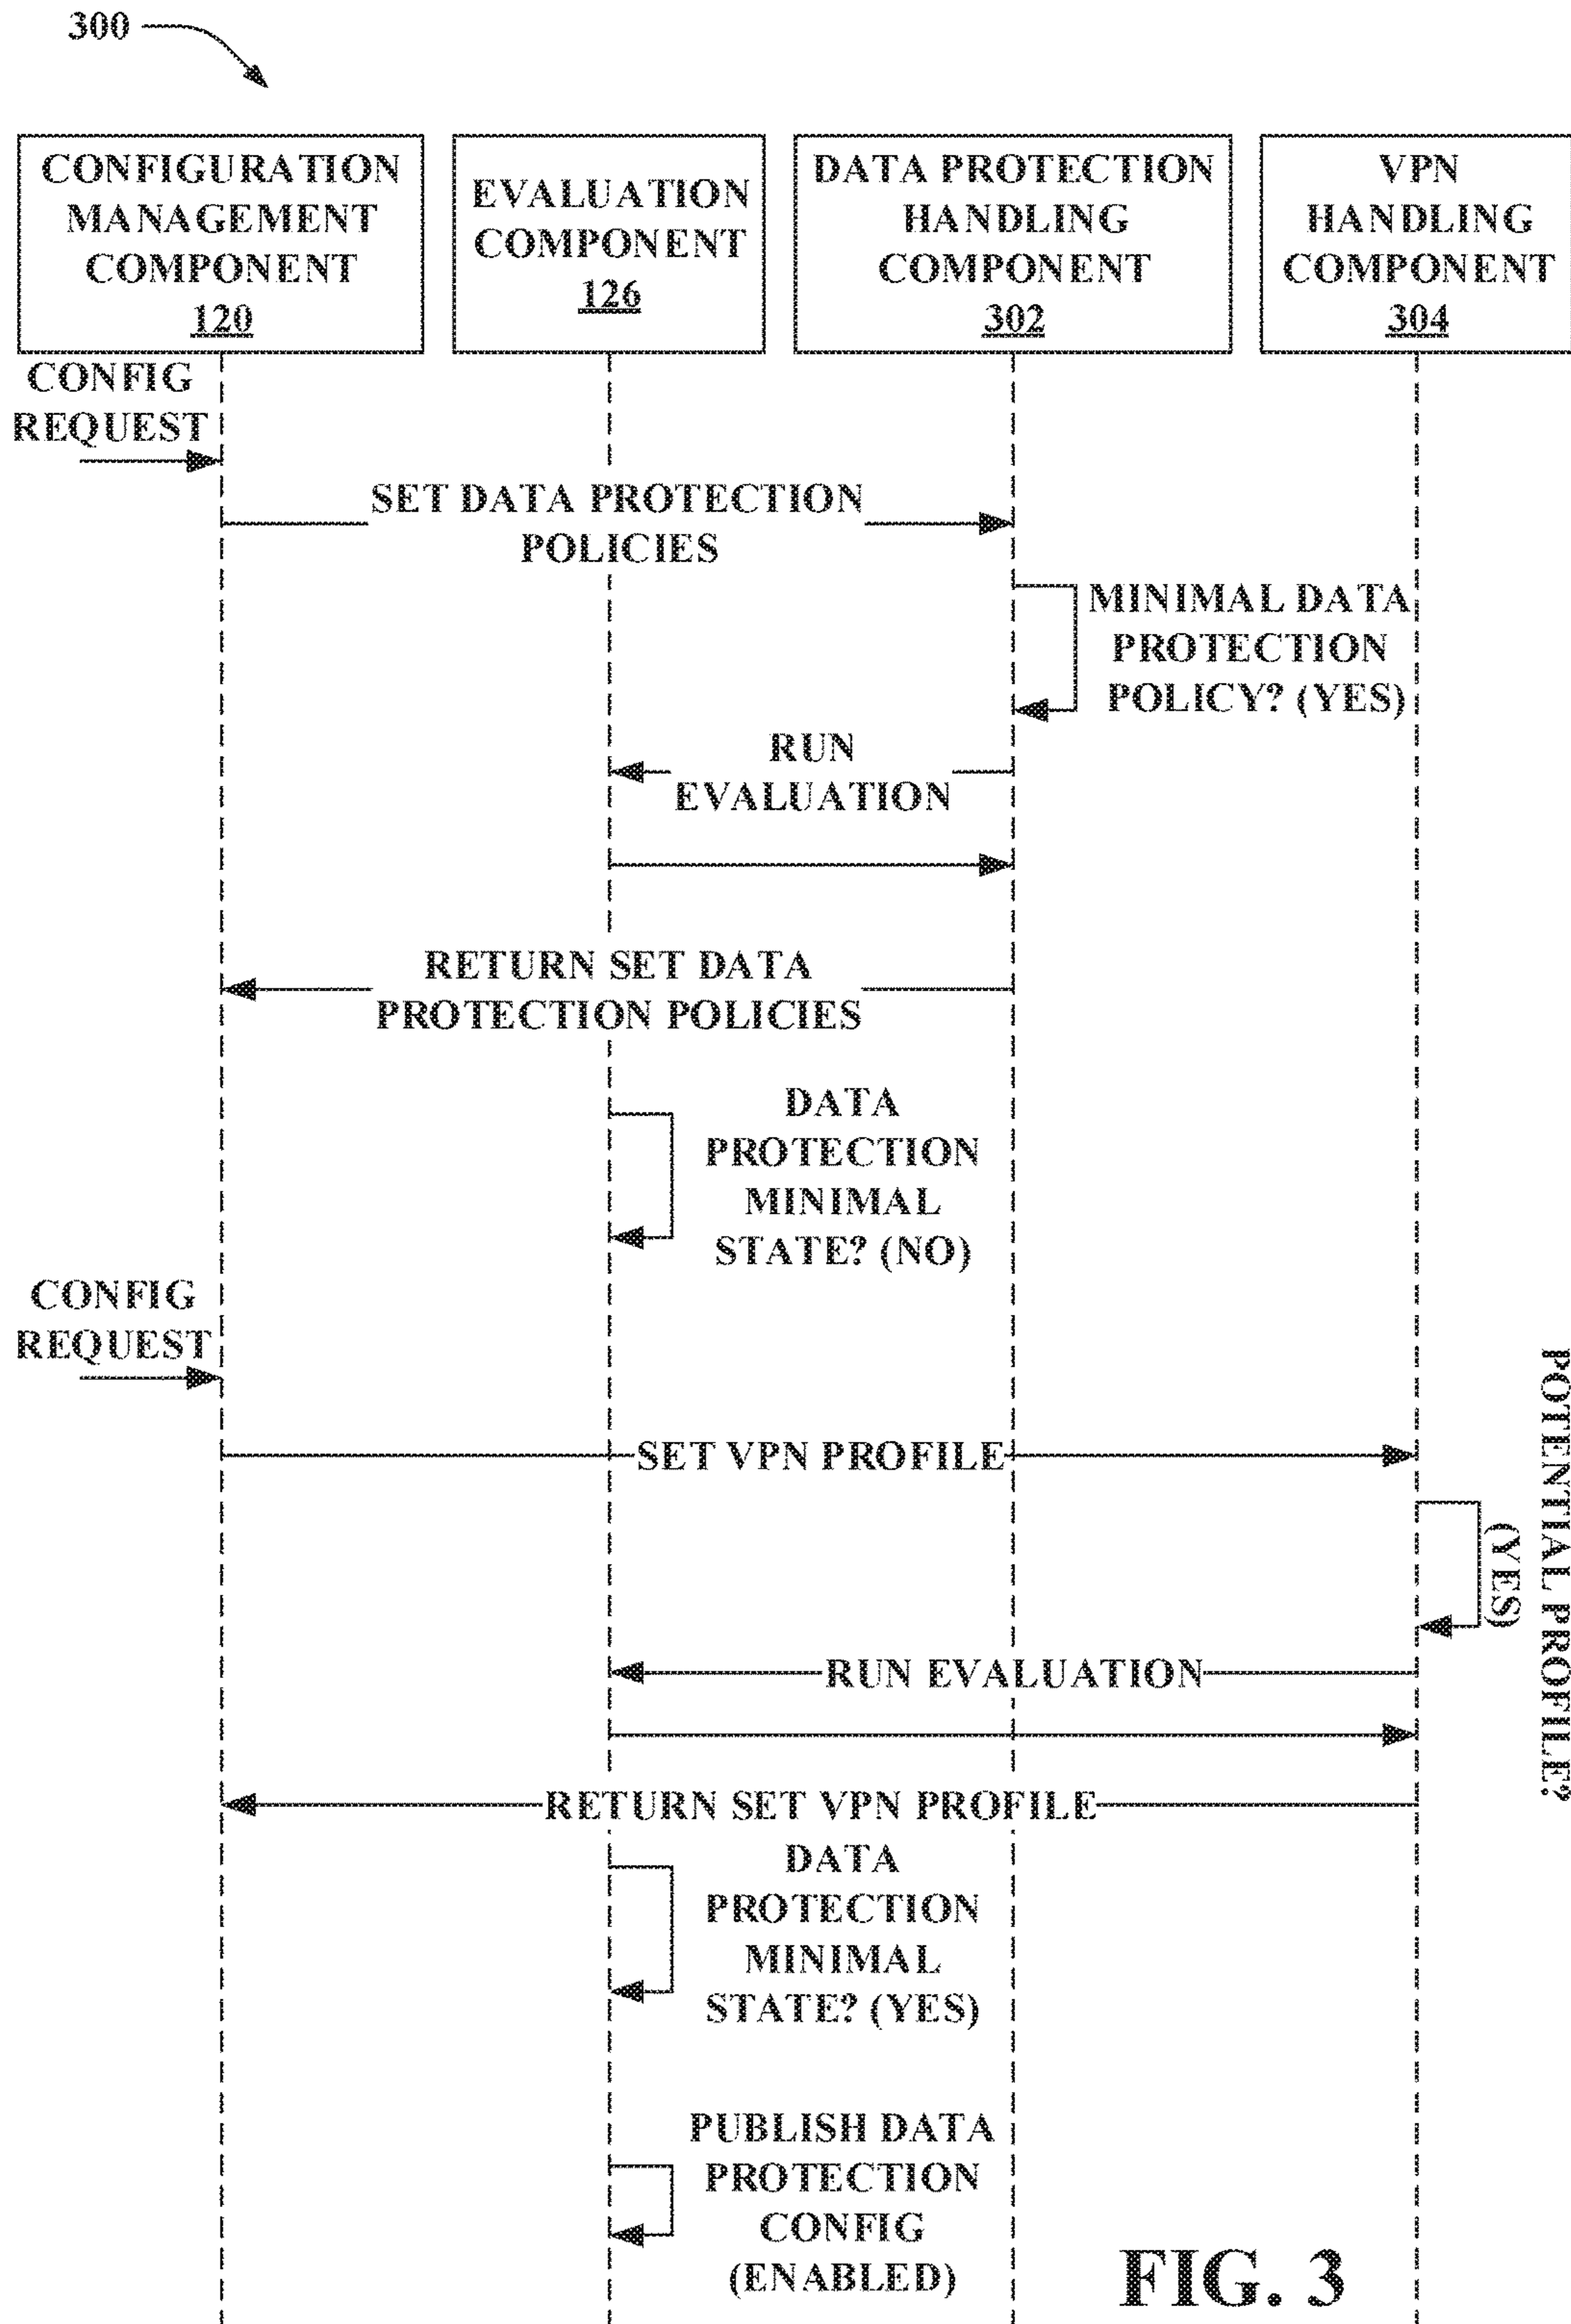 300
CONFIGURATION
MANAGEMENT
COMPONENT
120
EVALUATION
COMPONENT
126
DATA PROTECTION
HANDLING
COMPONENT
302
VPN
HANDLING
COMPONENT
304
CONFIG
REQUEST
SET DATA PROTECTION
POLICIES
MINIMAL DATA
PROTECTION
POLICY? (YES)
RUN
EVALUATION
RETURN SET DATA
PROTECTION POLICIES
DATA
PROTECTION
MINIMAL
STATE? (NO)
CONFIG
REQUEST
SET VPN PROFILE
POTENTIAL PROFILE?
(YES)
RUN EVALUATION
RETURN SET VPN PROFILE
DATA
PROTECTION
MINIMAL
STATE? (YES)
PUBLISH DATA
PROTECTION
CONFIG
(ENABLED)
FIG. 3